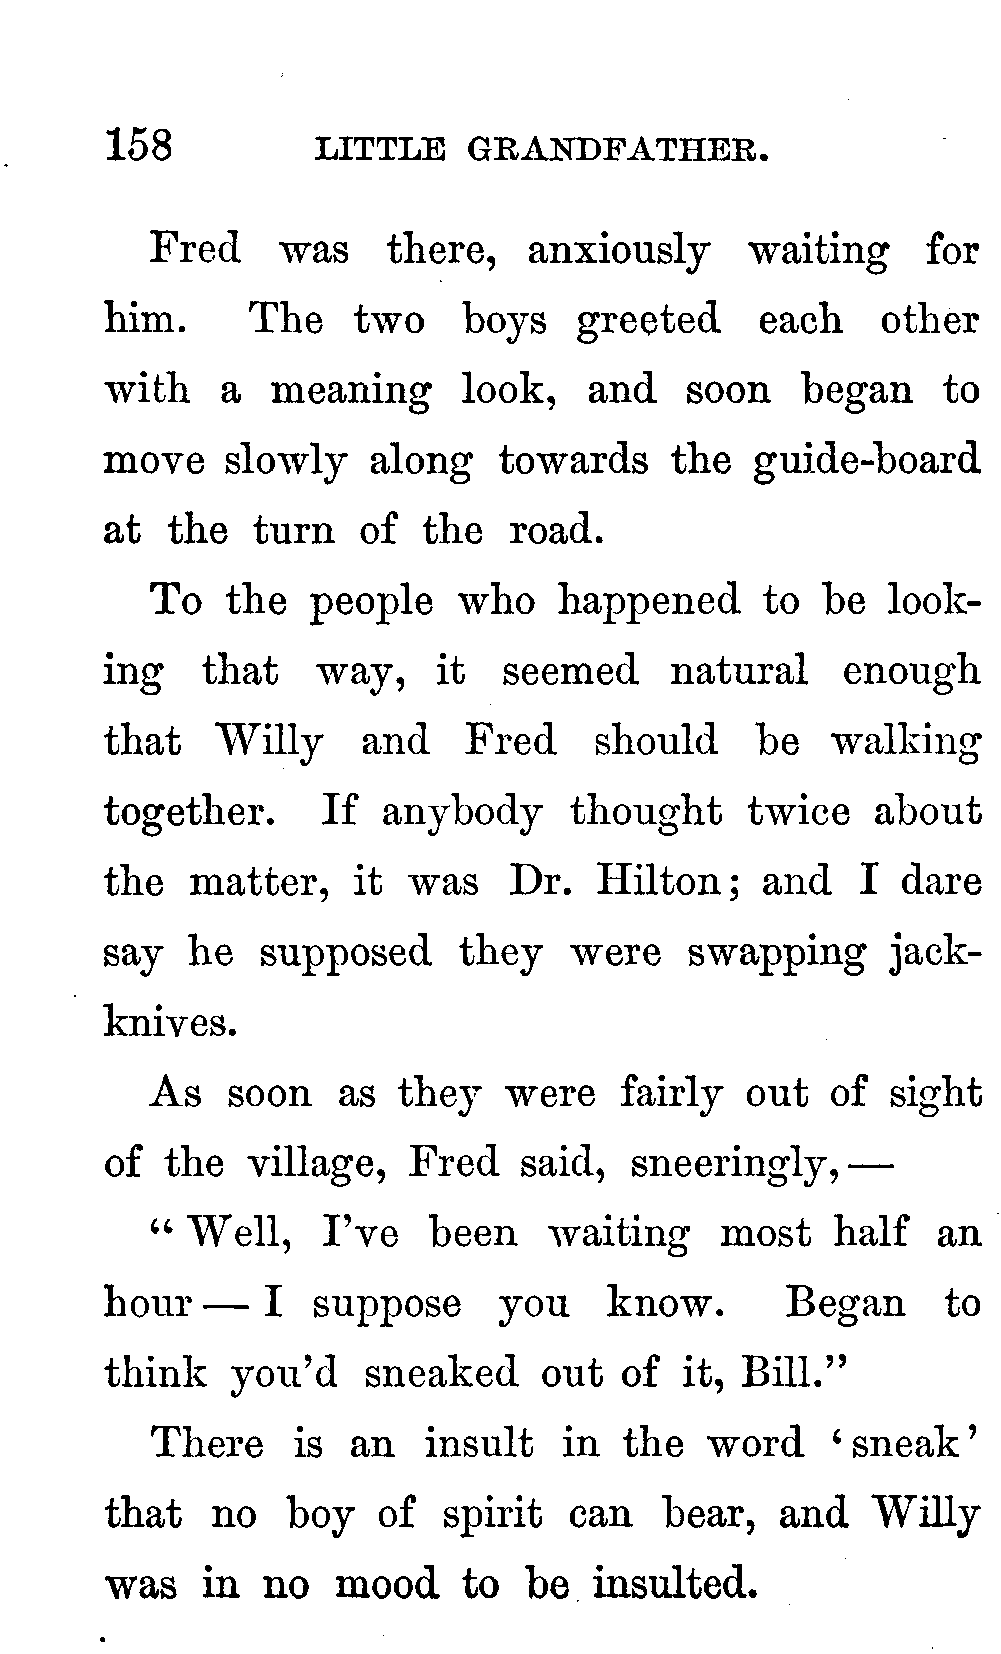 158 LITTLE GRANDFATHER.
Fred was there, anxiously waiting for
him. The two boys greeted each other
with a meaning look, and soon began to
move slowly along towards the guide-board
at the turn of the road.
To the people who happened to be look-
ing that way, it seemed natural enough
that Willy and Fred should be walking
together. If anybody thought twice about
the matter, it was Dr. Hilton; and I dare
say he supposed they were swapping jack-
knives.
As soon as they were fairly out of sight
of the village, Fred said, sneeringly,—
“Well, I’ve been waiting most half an
hour — I suppose you know. Began to
think you’d sneaked out of it, Bill.”
There is an insult in the word ‘sneak’
that no boy of spirit can bear, and Willy
was in no mood to be insulted.